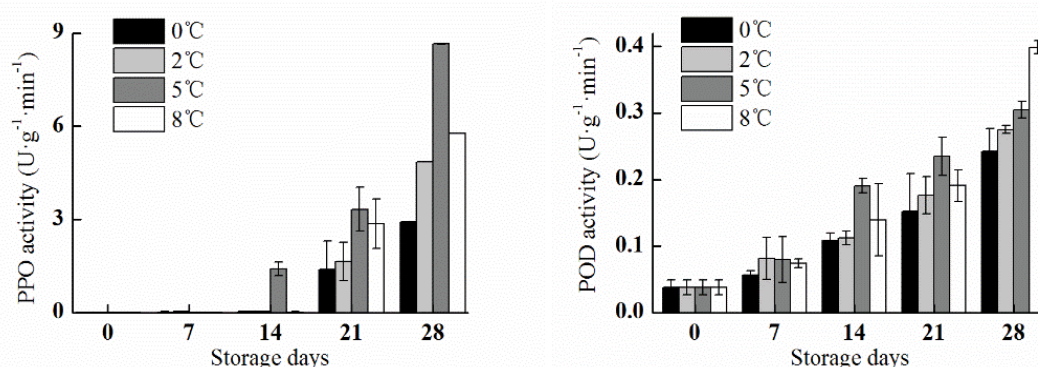 9
6
3
0
PPO activity (U·g⁻¹·min⁻¹)
0℃
2℃
5℃
8℃
0 7 14 21 28
Storage days
0.4
0.3
0.2
0.1
0.0
POD activity (U·g⁻¹·min⁻¹)
0℃
2℃
5℃
8℃
0 7 14 21 28
Storage days